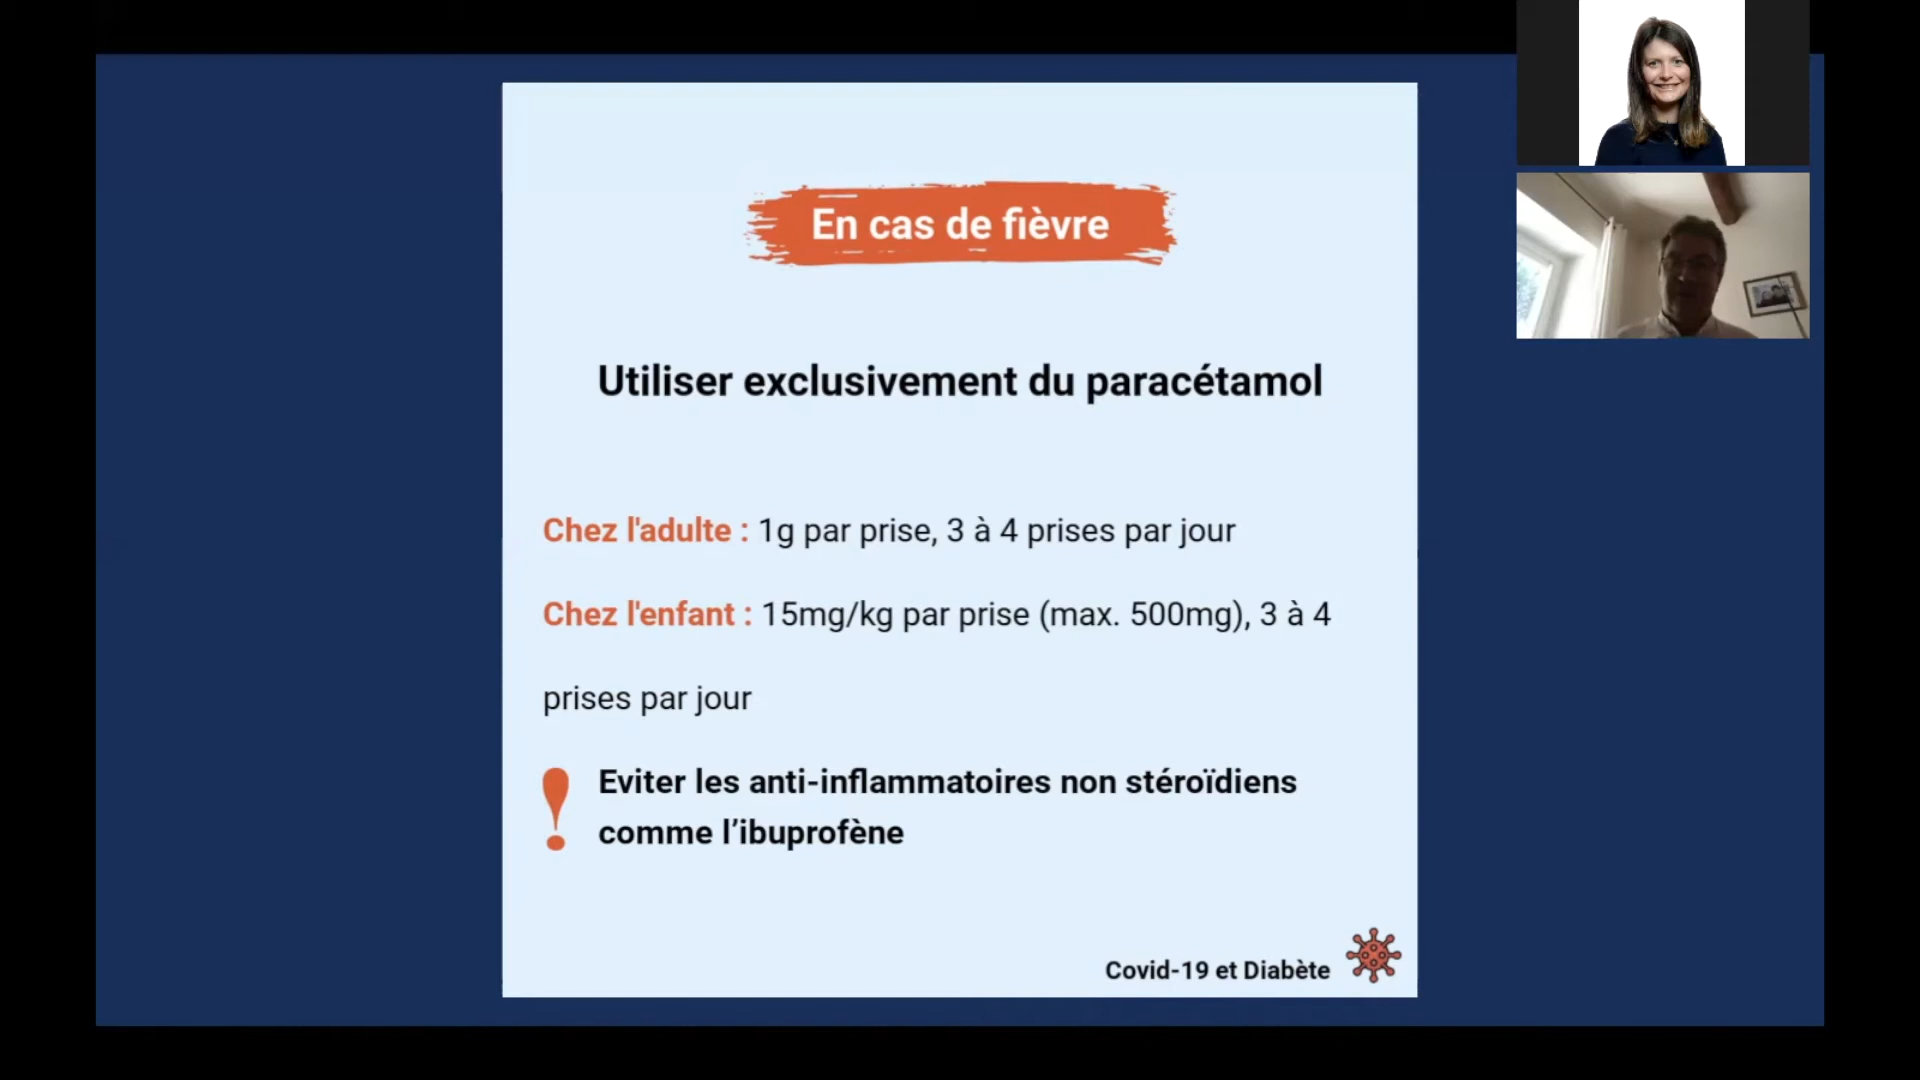 En cas de fièvre
Utiliser exclusivement du paracétamol
Chez l'adulte : 1g par prise, 3 à 4 prises par jour
Chez l'enfant : 15mg/kg par prise (max. 500mg), 3 à 4
prises par jour
Eviter les anti-inflammatoires non stéroïdiens
comme l’ibuprofène
Covid-19 et Diabète